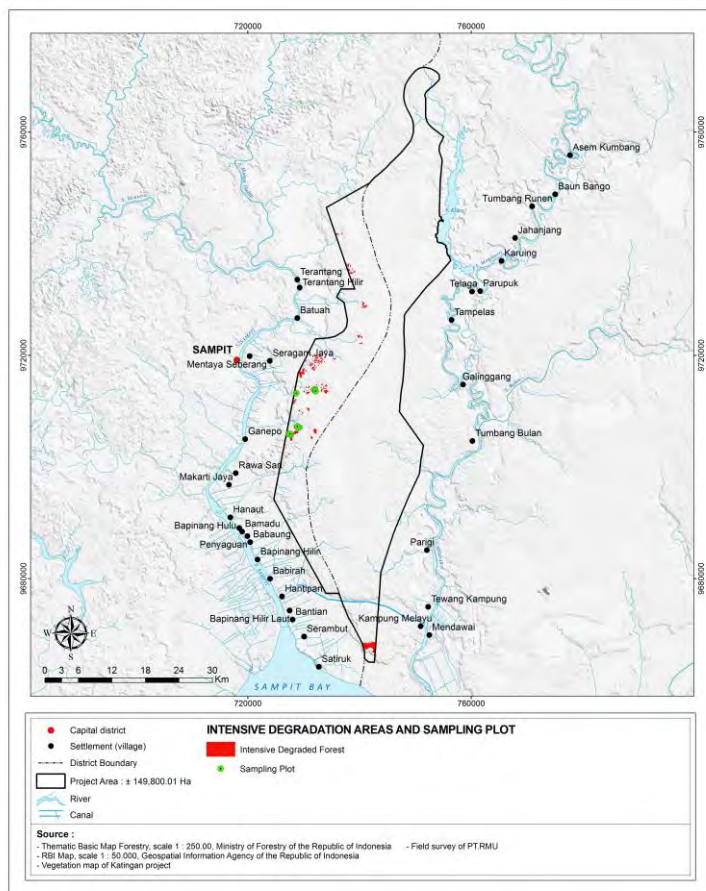 720000
760000
9760000
9760000
Asem Kumbang
Baun Bango
Tumbang Runen
Jahanjang
Karuing
Terantang
Terantang Hilir
Telaga
Parupuk
Batuah
Tampelas
SAMPIT
Seragam Jaya
9720000
9720000
Mentaya Seberang
Galinggang
Ganepo
Tumbang Bulan
Rawa Sari
Makarti Jaya
Hanaut
Bapinang Hulu
Bamadu
Babaung
Penyaguan
Parigi
Bapinang Hilir
9680000
9680000
Babirah
Hantipan
Tewang Kampung
Bantian
Kampung Melayu
Bapinang Hilir Laut
Mendawai
Serambut
Satiruk
N
W
E
S
0 3 6 12 18 24 30
Km
SAMPIT BAY
720000
760000
INTENSIVE DEGRADATION AREAS AND SAMPLING PLOT
Capital district
Settlement (village)
District Boundary
Project Area : ± 149,800.01 Ha
River
Canal
Intensive Degraded Forest
Sampling Plot
Source :
- Thematic Basic Map Forestry, scale 1 : 250.00, Ministry of Forestry of the Republic of Indonesia - Field survey of PT.RMU
- RBI Map, scale 1 : 50.000, Geospatial Information Agency of the Republic of Indonesia
- Vegetation map of Katingan project